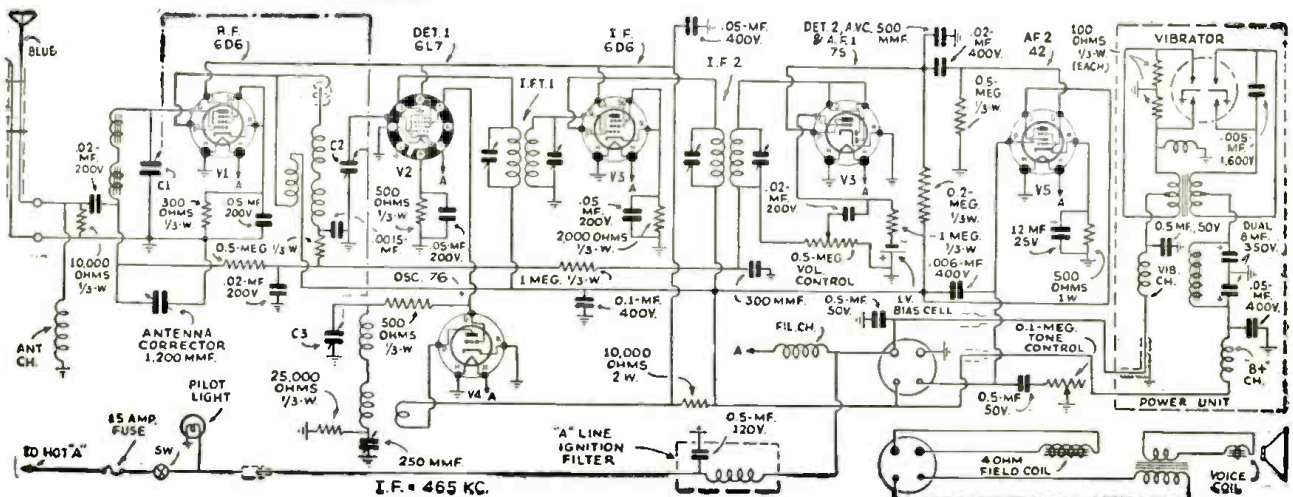 BLUE
R.F.
6D6
DET. 1
6L7
I.F.
6D6
.05-MF.
400V.
DET. 2, A.V.C.
& A.F. 1
75
500
MMF.
.02-
MF.
400V.
AF 2
42
100
OHMS
1/3-W.
(EACH)
VIBRATOR
I.F.T. 1
I.F. 2
0.5-
MEG.
1/3-W.
.005-
MF.
1,600V.
.02-
MF.
200V.
C1
V1
A
C2
V2
A
V3
A
V3
A
V5
A
300
OHMS
1/3-W.
.05 MF
200V.
500
OHMS
1/3-W
.0015
MF.
.05-MF.
200V.
.05
MF.
200V.
2,000 OHMS
1/3-W.
.02-
MF.
200V.
0.2-
MEG.
1/3W.
1 MEG.
1/3-W.
12 MF
25V
0.5 MF, 50V.
DUAL
8 MF.
350V.
10,000
OHMS
1/3-W
0.5-MEG 1/3 W
.02-MF
200V
OSC. 76
1 MEG. 1/3-W
0.1-MF.
400V.
0.5-MEG
VOL.
CONTROL
300 MMF.
.006-MF
400V
1 V.
BIAS CELL
500
OHMS
1 W
VIB.
CH.
.05-
MF.
400V.
ANT
CH.
ANTENNA
CORRECTOR
1,200 MMF.
C3
500
OHMS
1/3-W
V4
A
0.5-MF
50V.
FIL. CH.
A
0.1-MEG.
TONE
CONTROL
"B+"
CH.
25,000
OHMS
1/3-W.
10,000
OHMS
2 W.
0.5-MF
50V.
POWER UNIT
TO HOT "A"
15 AMP.
FUSE
SW
PILOT
LIGHT
250 MMF
I.F. = 465 KC.
"A" LINE
IGNITION
FILTER
0.5-MF.
120V.
4 OHM
FIELD COIL
VOICE
COIL